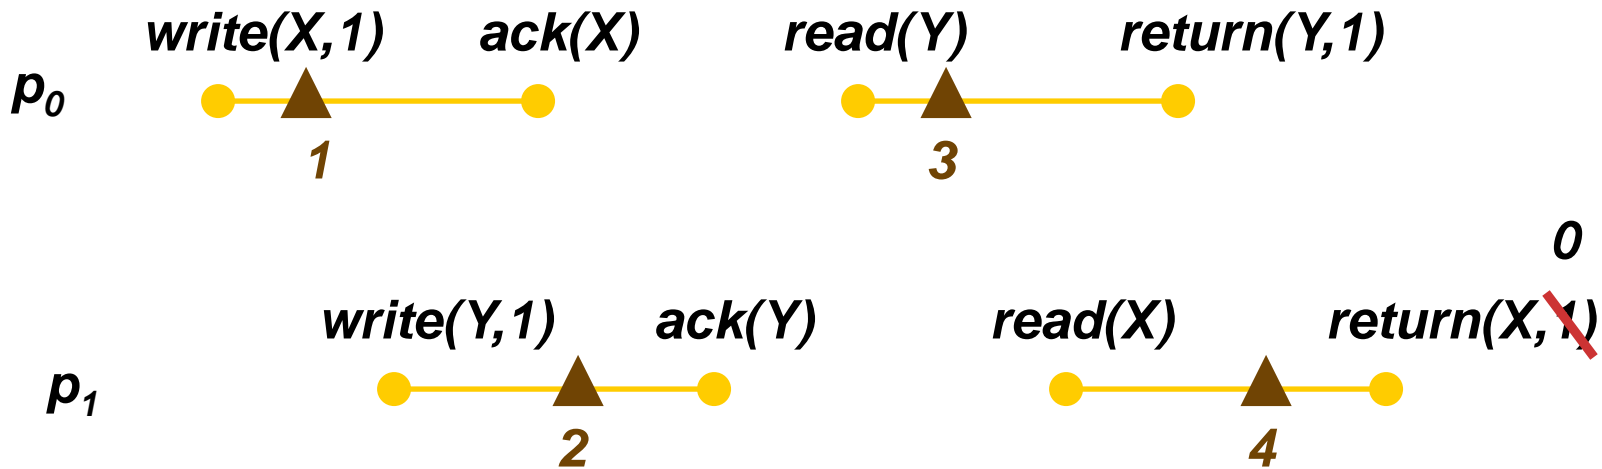 write(X,1) ack(X) read(Y) return(Y,1)
p0
1 3
0
write(Y,1) ack(Y) read(X) return(X,1)
p1
2 4